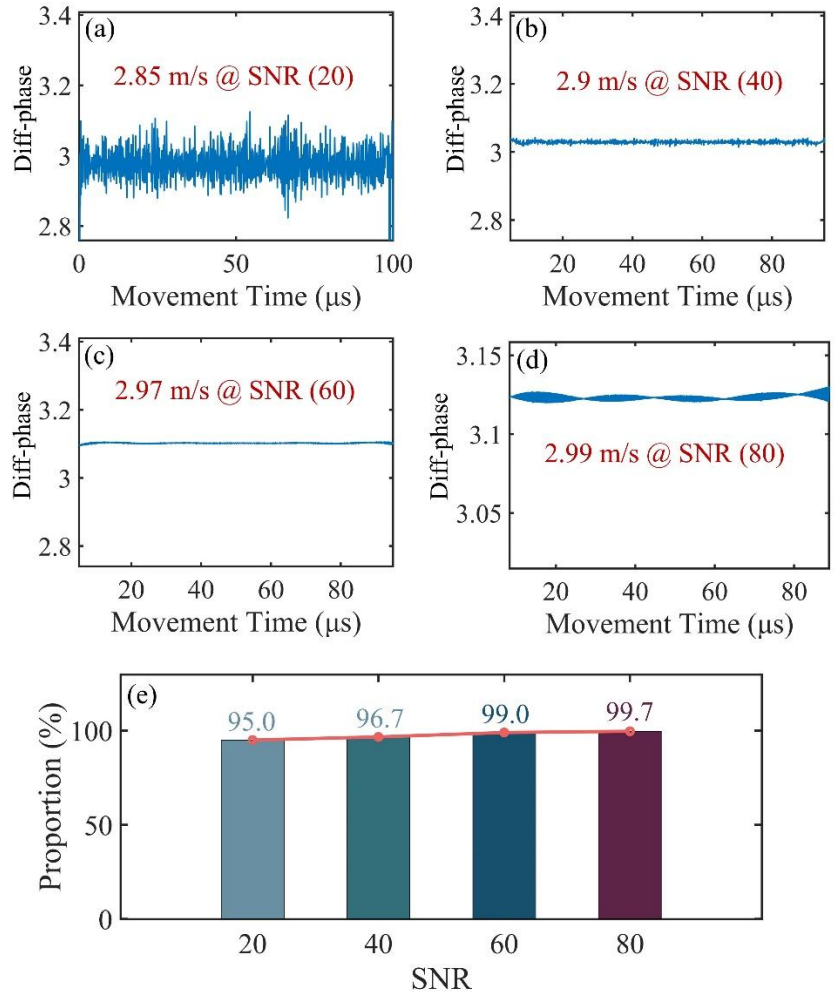 (a)
2.85 m/s @ SNR (20)
Diff-phase
3.4
3.2
3
2.8
0
50
100
Movement Time (μs)
(b)
2.9 m/s @ SNR (40)
Diff-phase
3.4
3.2
3
2.8
20
40
60
80
Movement Time (μs)
(c)
2.97 m/s @ SNR (60)
Diff-phase
3.4
3.2
3
2.8
20
40
60
80
Movement Time (μs)
(d)
2.99 m/s @ SNR (80)
Diff-phase
3.15
3.1
3.05
20
40
60
80
Movement Time (μs)
(e)
95.0
96.7
99.0
99.7
Proportion (%)
100
50
0
20
40
60
80
SNR